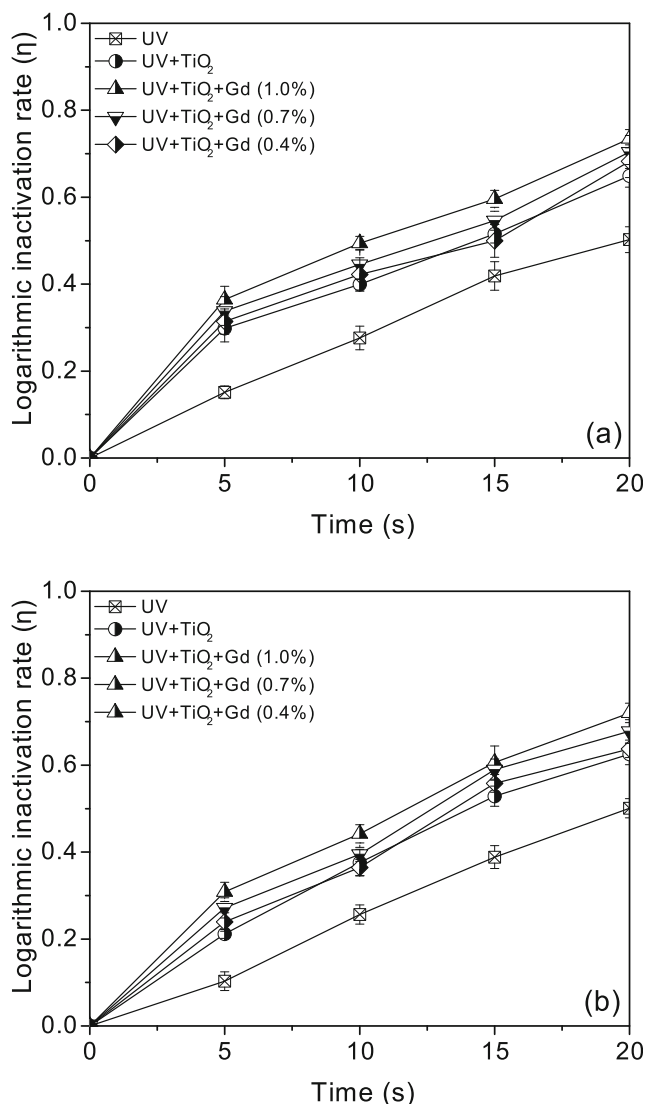 1.0
UV
UV+TiO2
0.8
UV+TiO2+Gd (1.0%)
UV+TiO2+Gd (0.7%)
UV+TiO2+Gd (0.4%)
0.6
0.4
0.2
0.0
Logarithmic inactivation rate (η)
(a)
0 5 10 15 20
Time (s)
1.0
UV
UV+TiO2
UV+TiO2+Gd (1.0%)
0.8
UV+TiO2+Gd (0.7%)
UV+TiO2+Gd (0.4%)
0.6
0.4
0.2
0.0
Logarithmic inactivation rate (η)
(b)
0 5 10 15 20
Time (s)